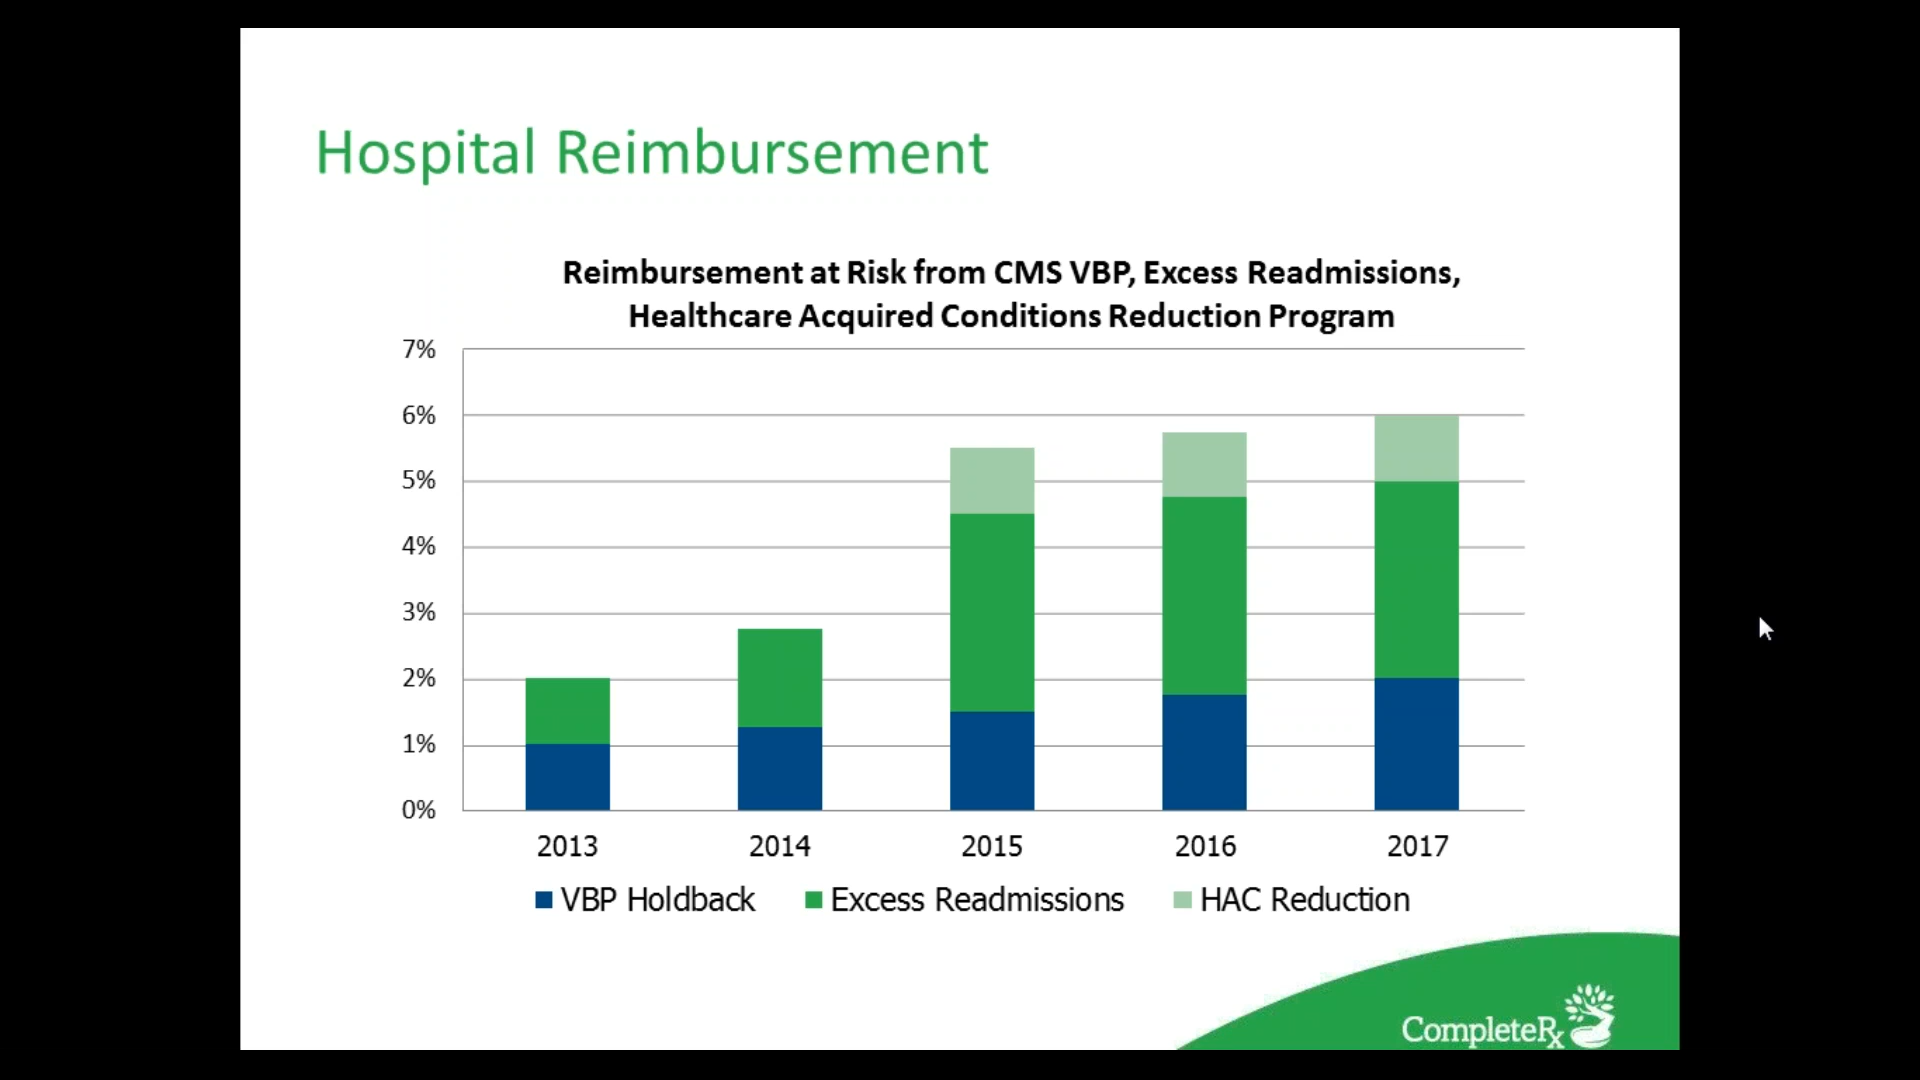 Hospital Reimbursement
Reimbursement at Risk from CMS VBP, Excess Readmissions,
Healthcare Acquired Conditions Reduction Program
7%
6%
5%
4%
3%
2%
1%
0%
2013 2014 2015 2016 2017
VBP Holdback Excess Readmissions HAC Reduction
CompleteRx